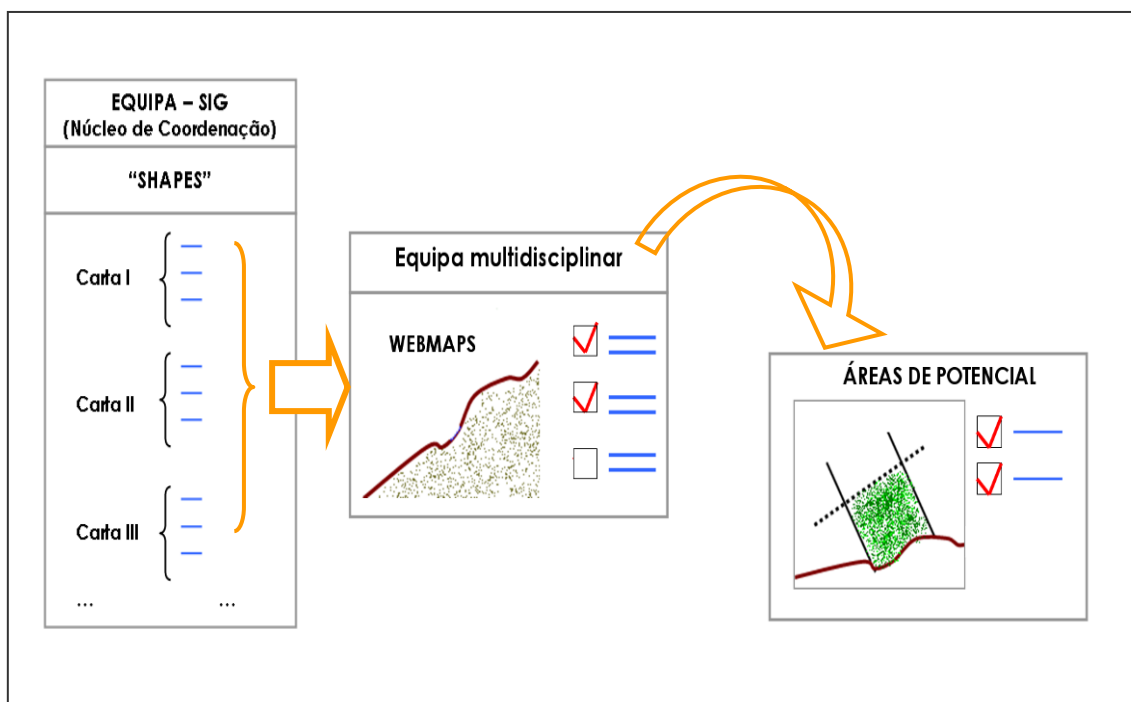 EQUIPA – SIG
(Núcleo de Coordenação)
“SHAPES”
Carta I
Carta II
Carta III
... ...
Equipa multidisciplinar
WEBMAPS
ÁREAS DE POTENCIAL